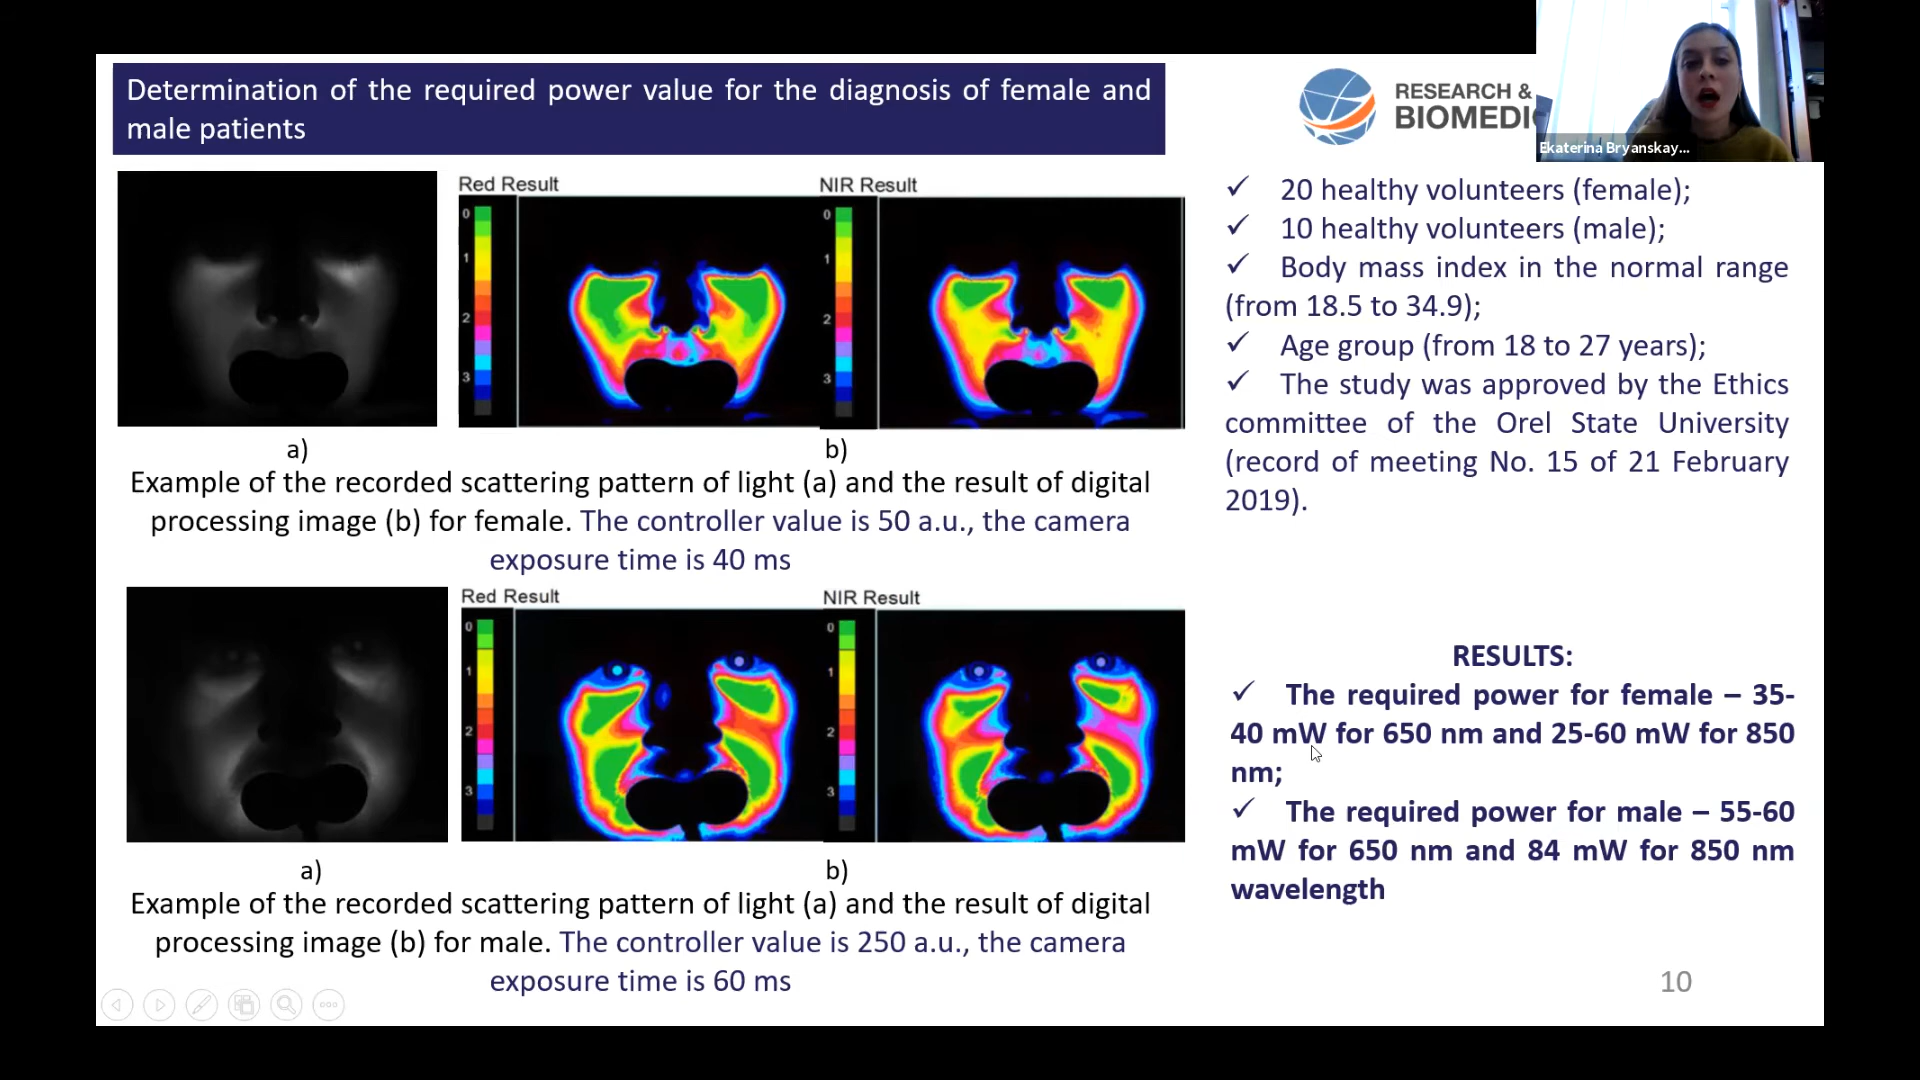 Determination of the required power value for the diagnosis of female and
male patients
RESEARCH &
BIOMEDI
Ekaterina Bryanskay...
Red Result
NIR Result
0
1
2
3
0
1
2
3
a)
b)
Example of the recorded scattering pattern of light (a) and the result of digital
processing image (b) for female. The controller value is 50 a.u., the camera
exposure time is 40 ms
Red Result
NIR Result
0
1
2
3
0
1
2
3
a)
b)
Example of the recorded scattering pattern of light (a) and the result of digital
processing image (b) for male. The controller value is 250 a.u., the camera
exposure time is 60 ms
✓ 20 healthy volunteers (female);
✓ 10 healthy volunteers (male);
✓ Body mass index in the normal range
(from 18.5 to 34.9);
✓ Age group (from 18 to 27 years);
✓ The study was approved by the Ethics
committee of the Orel State University
(record of meeting No. 15 of 21 February
2019).
RESULTS:
✓ The required power for female – 35-
40 mW for 650 nm and 25-60 mW for 850
nm;
✓ The required power for male – 55-60
mW for 650 nm and 84 mW for 850 nm
wavelength
10